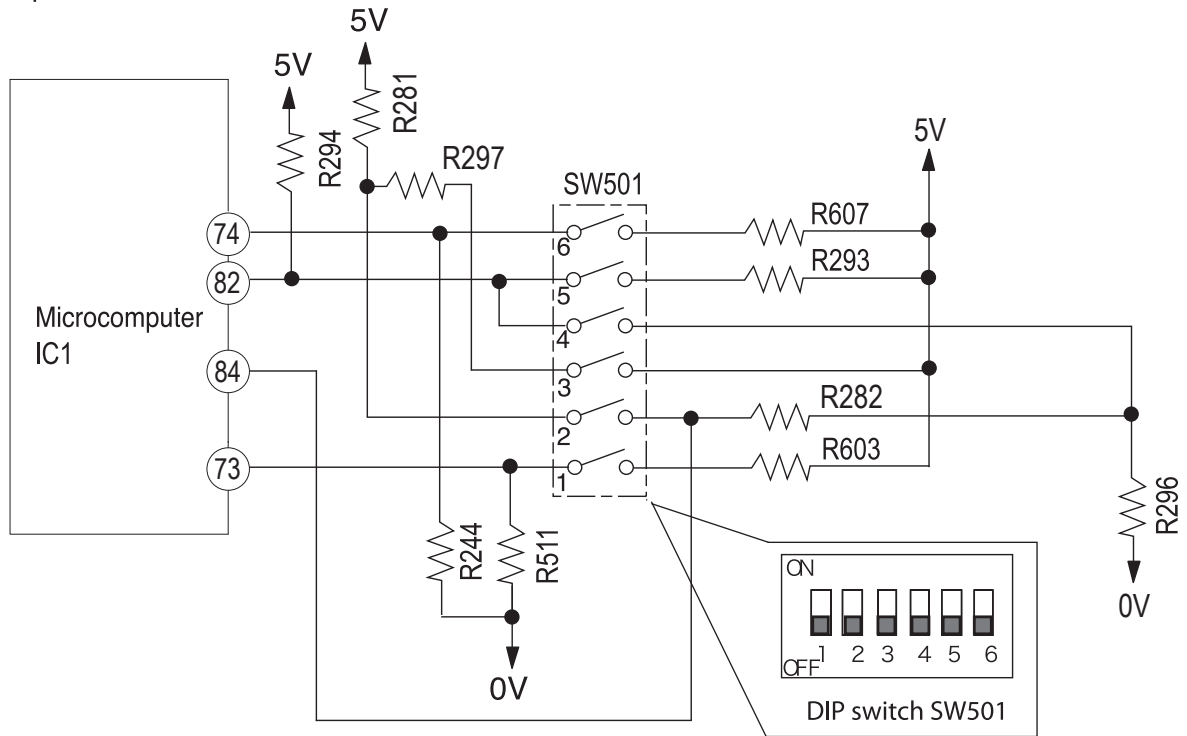 5V
5V
R281
R294
R297
5V
SW501
R607
74
6
R293
82
5
Microcomputer
IC1
4
84
3
R282
2
R603
73
1
R296
R244
R511
0V
0V
ON
1 2 3 4 5 6
OFF
DIP switch SW501